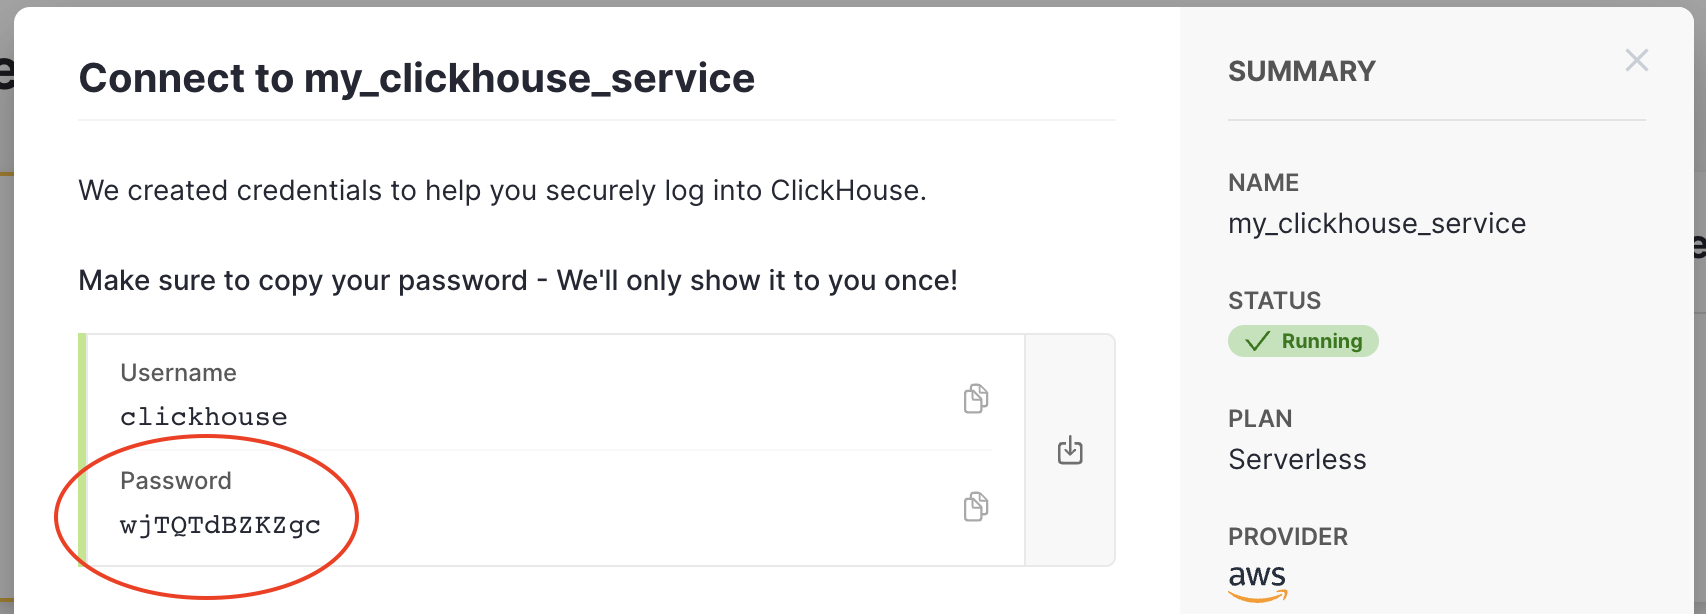 Connect to my_clickhouse_service
We created credentials to help you securely log into ClickHouse.
Make sure to copy your password - We'll only show it to you once!
Username
clickhouse
Password
wjTQTdBZKZgc
SUMMARY
NAME
my_clickhouse_service
STATUS
Running
PLAN
Serverless
PROVIDER
aws